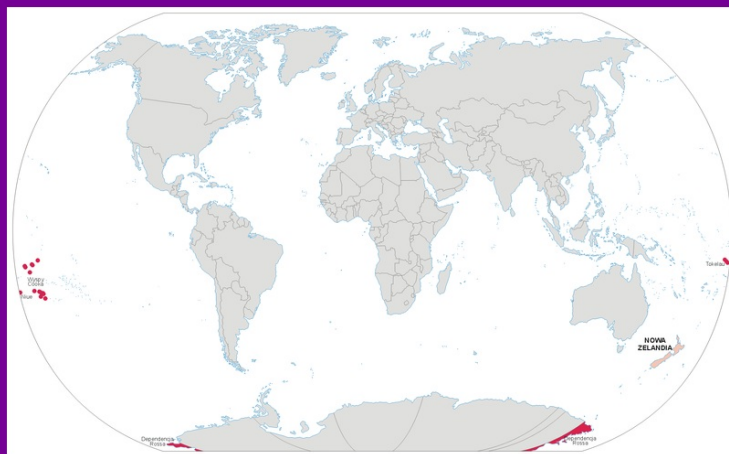 Tokelau
Wyspy
Cooka
Niue
NOWA
ZELANDIA
Dependencja
Rossa
Dependencja
Rossa